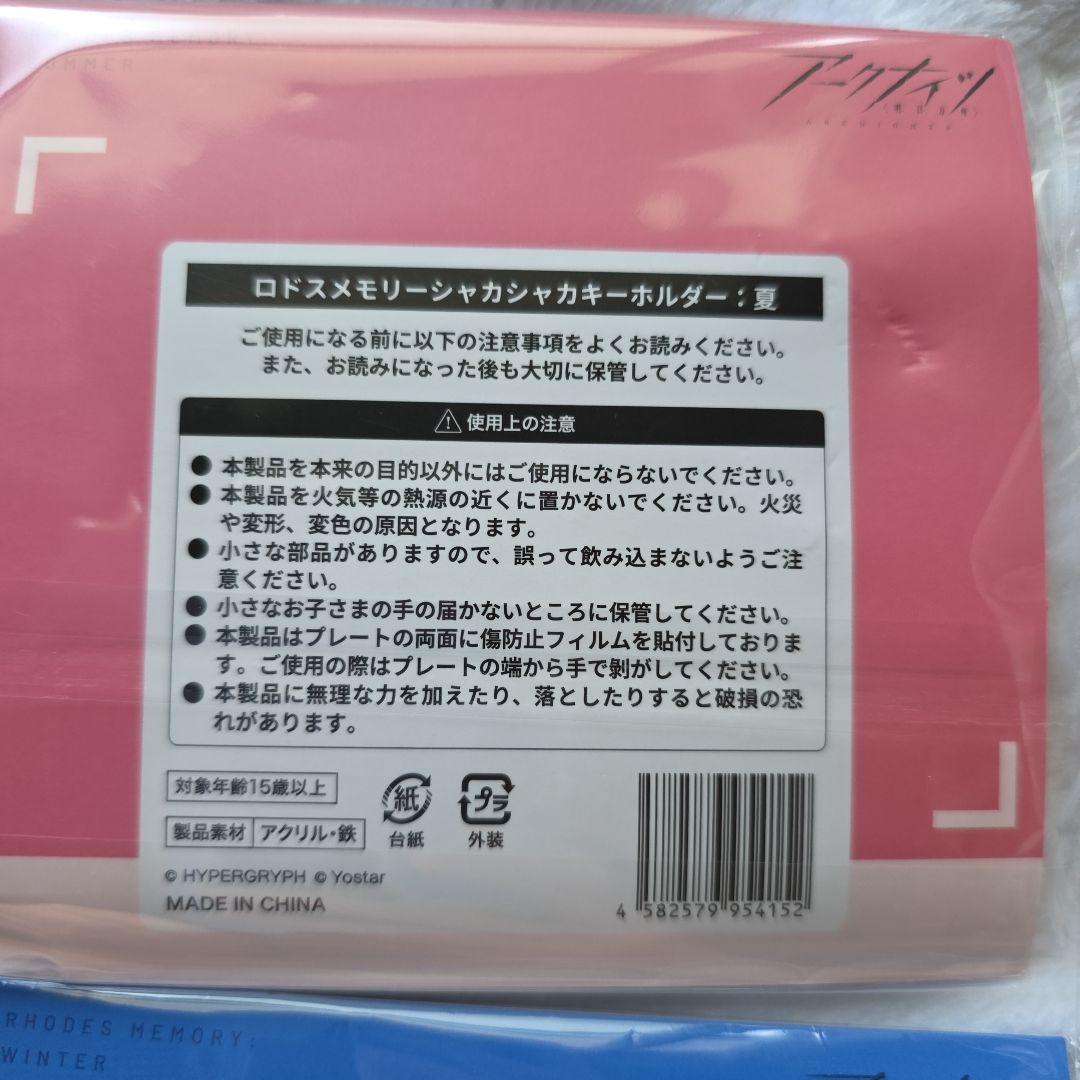 MEMORY:
SUMMER
アークナイツ
〈明日方舟〉
ARKNIGHTS
ロドスメモリーシャカシャカキーホルダー：夏
ご使用になる前に以下の注意事項をよくお読みください。
また、お読みになった後も大切に保管してください。
使用上の注意
● 本製品を本来の目的以外にはご使用にならないでください。
● 本製品を火気等の熱源の近くに置かないでください。火災
や変形、変色の原因となります。
● 小さな部品がありますので、誤って飲み込まないようご注
意ください。
● 小さなお子さまの手の届かないところに保管してください。
● 本製品はプレートの両面に傷防止フィルムを貼付しておりま
す。ご使用の際はプレートの端から手で剝がしてください。
● 本製品に無理な力を加えたり、落としたりすると破損の恐
れがあります。
対象年齢15歳以上
製品素材 アクリル・鉄
紙
台紙
プラ
外装
© HYPERGRYPH © Yostar
MADE IN CHINA
4 582579 954152
RHODES MEMORY:
WINTER